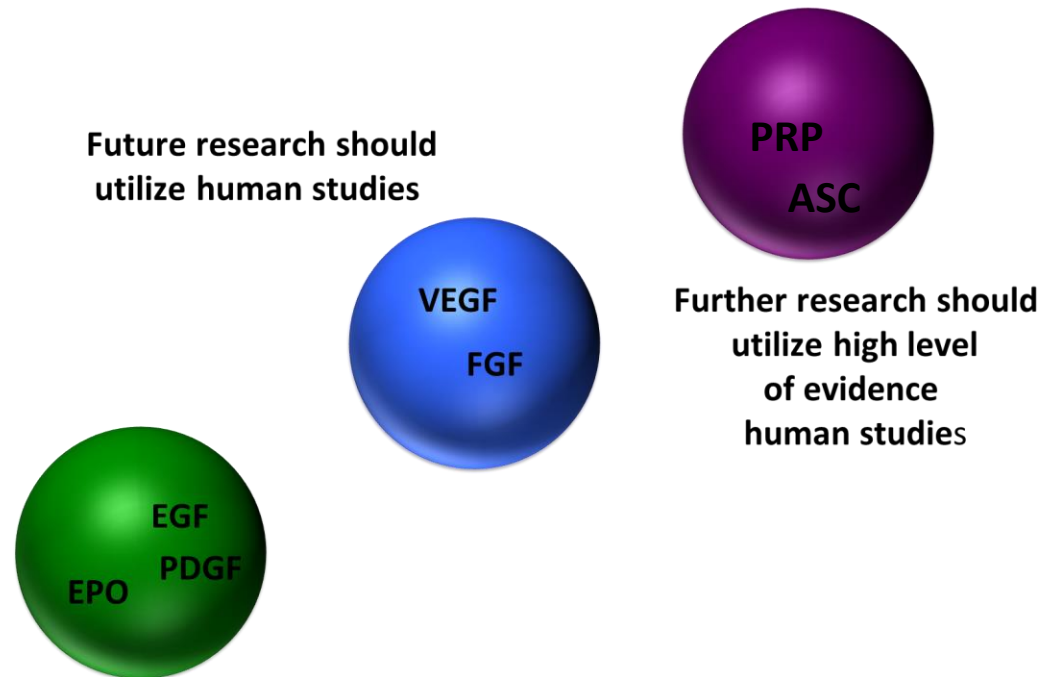 PRP
ASC
Future research should
utilize human studies
VEGF
FGF
Further research should
utilize high level
of evidence
human studies
EGF
PDGF
EPO